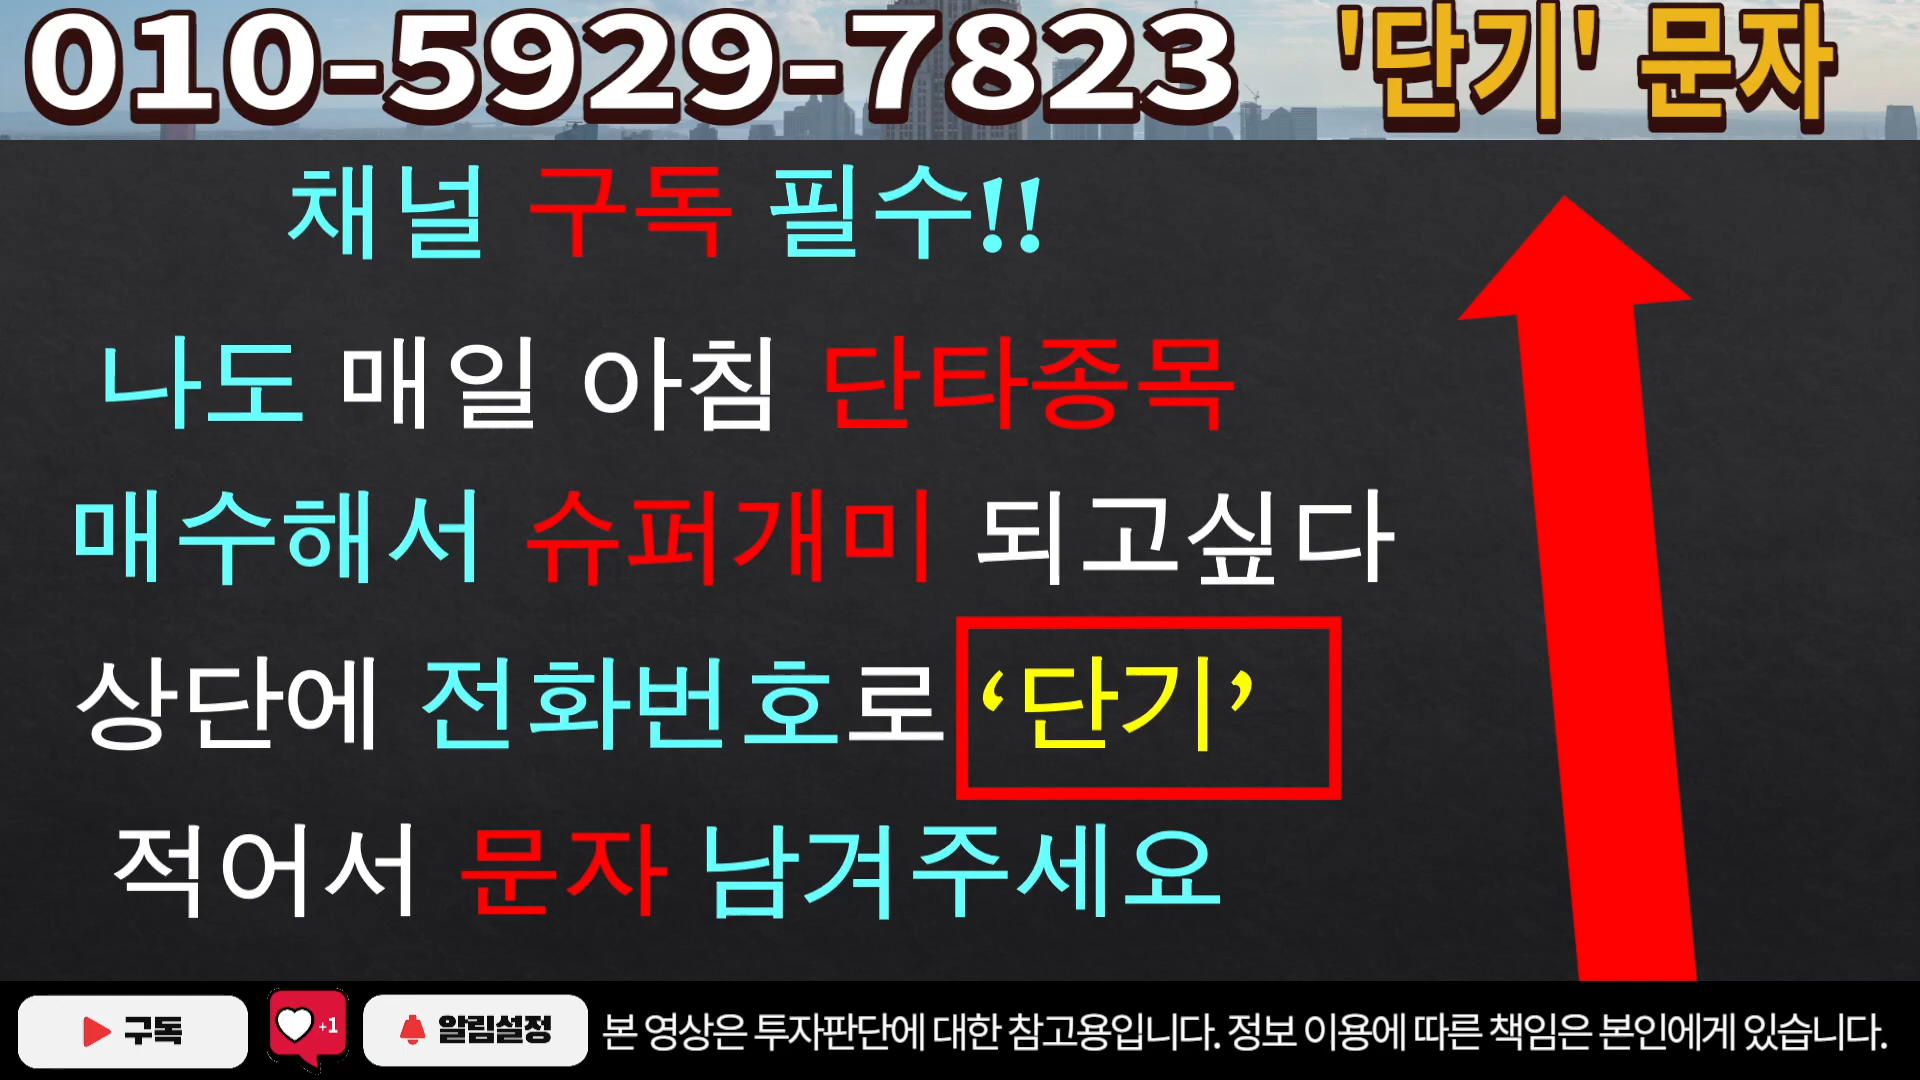 010-5929-7823 '단기' 문자
채널 구독 필수!!
나도 매일 아침 단타종목
매수해서 슈퍼개미 되고싶다
상단에 전화번호로 ‘단기’
적어서 문자 남겨주세요
구독 +1 알림설정 본 영상은 투자판단에 대한 참고용입니다. 정보 이용에 따른 책임은 본인에게 있습니다.